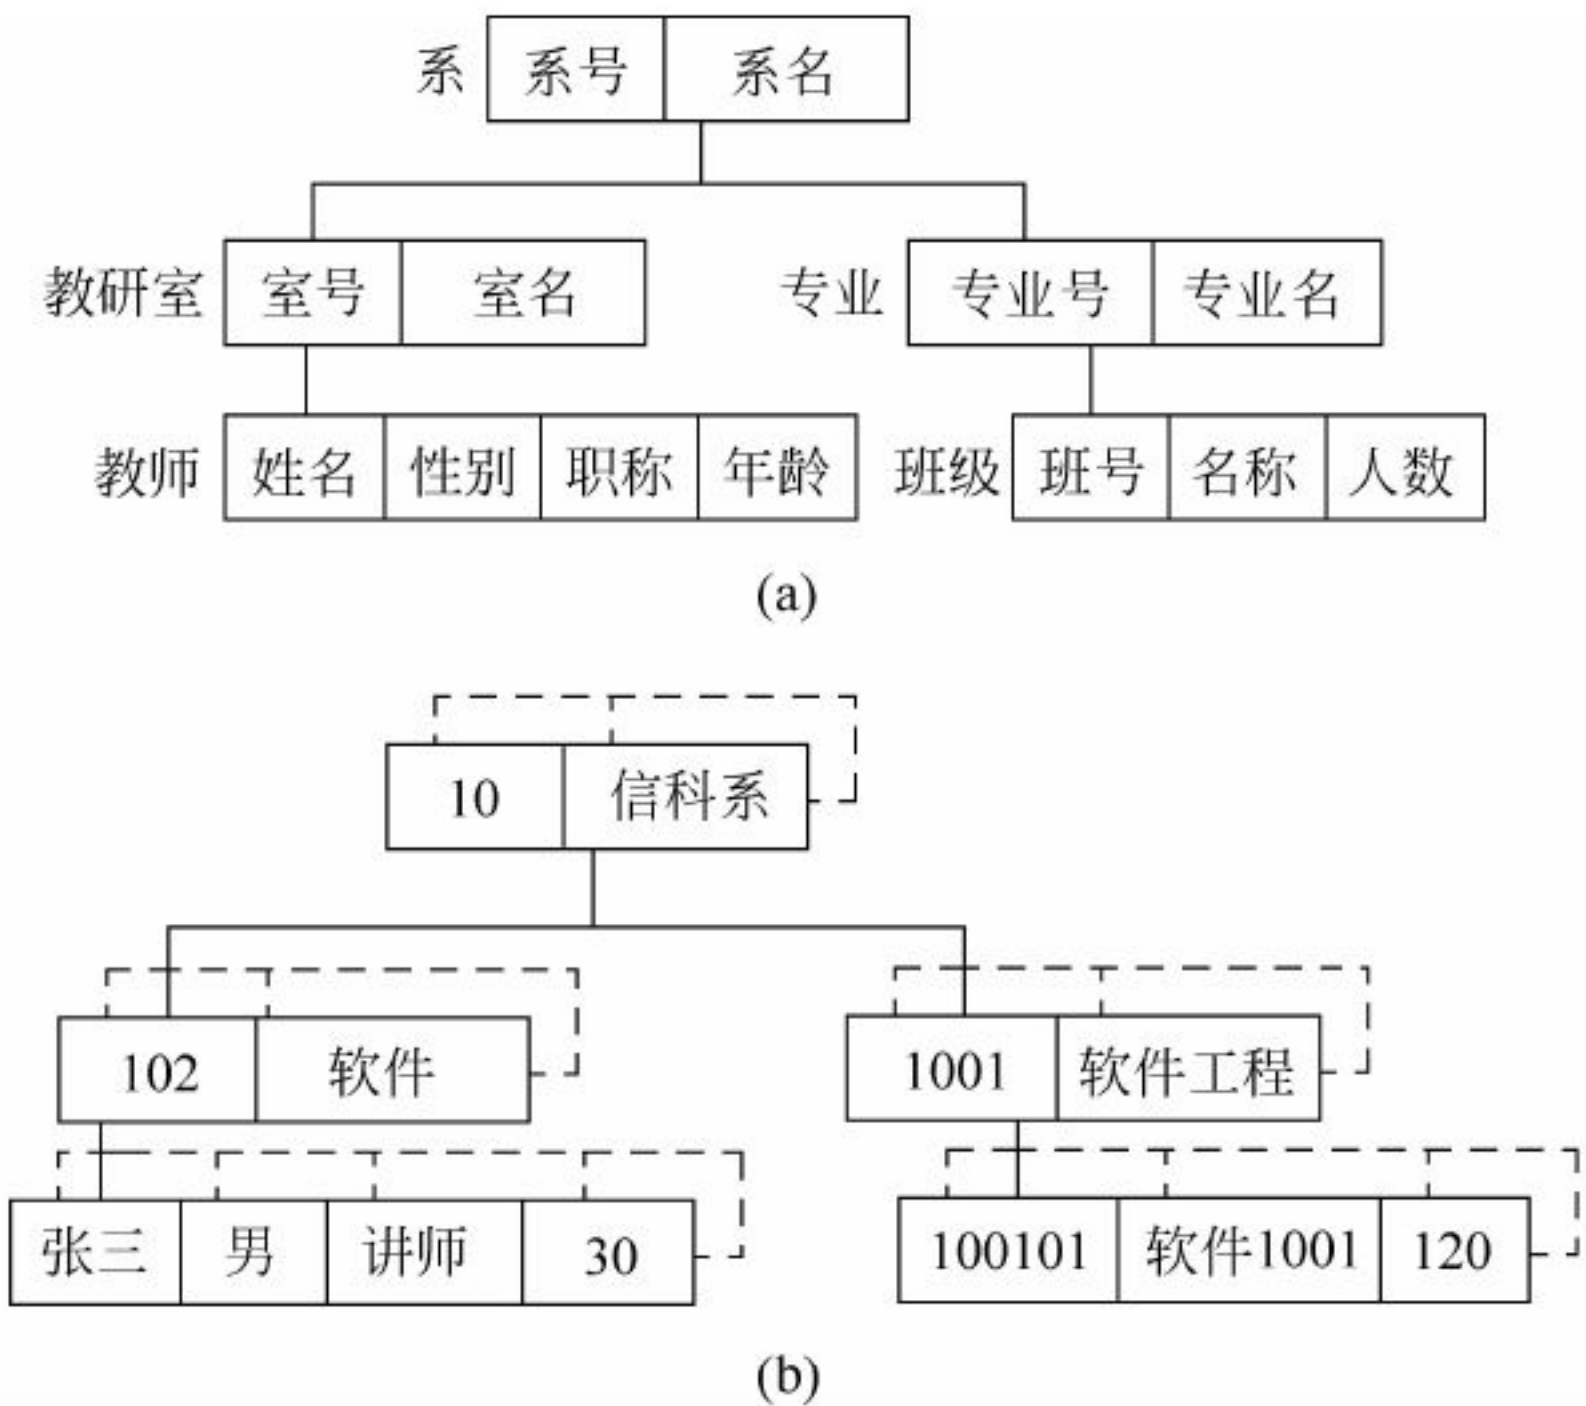 系 系号 系名
教研室 室号 室名 专业 专业号 专业名
教师 姓名 性别 职称 年龄 班级 班号 名称 人数
(a)
10 信科系
102 软件 1001 软件工程
张三 男 讲师 30 100101 软件1001 120
(b)